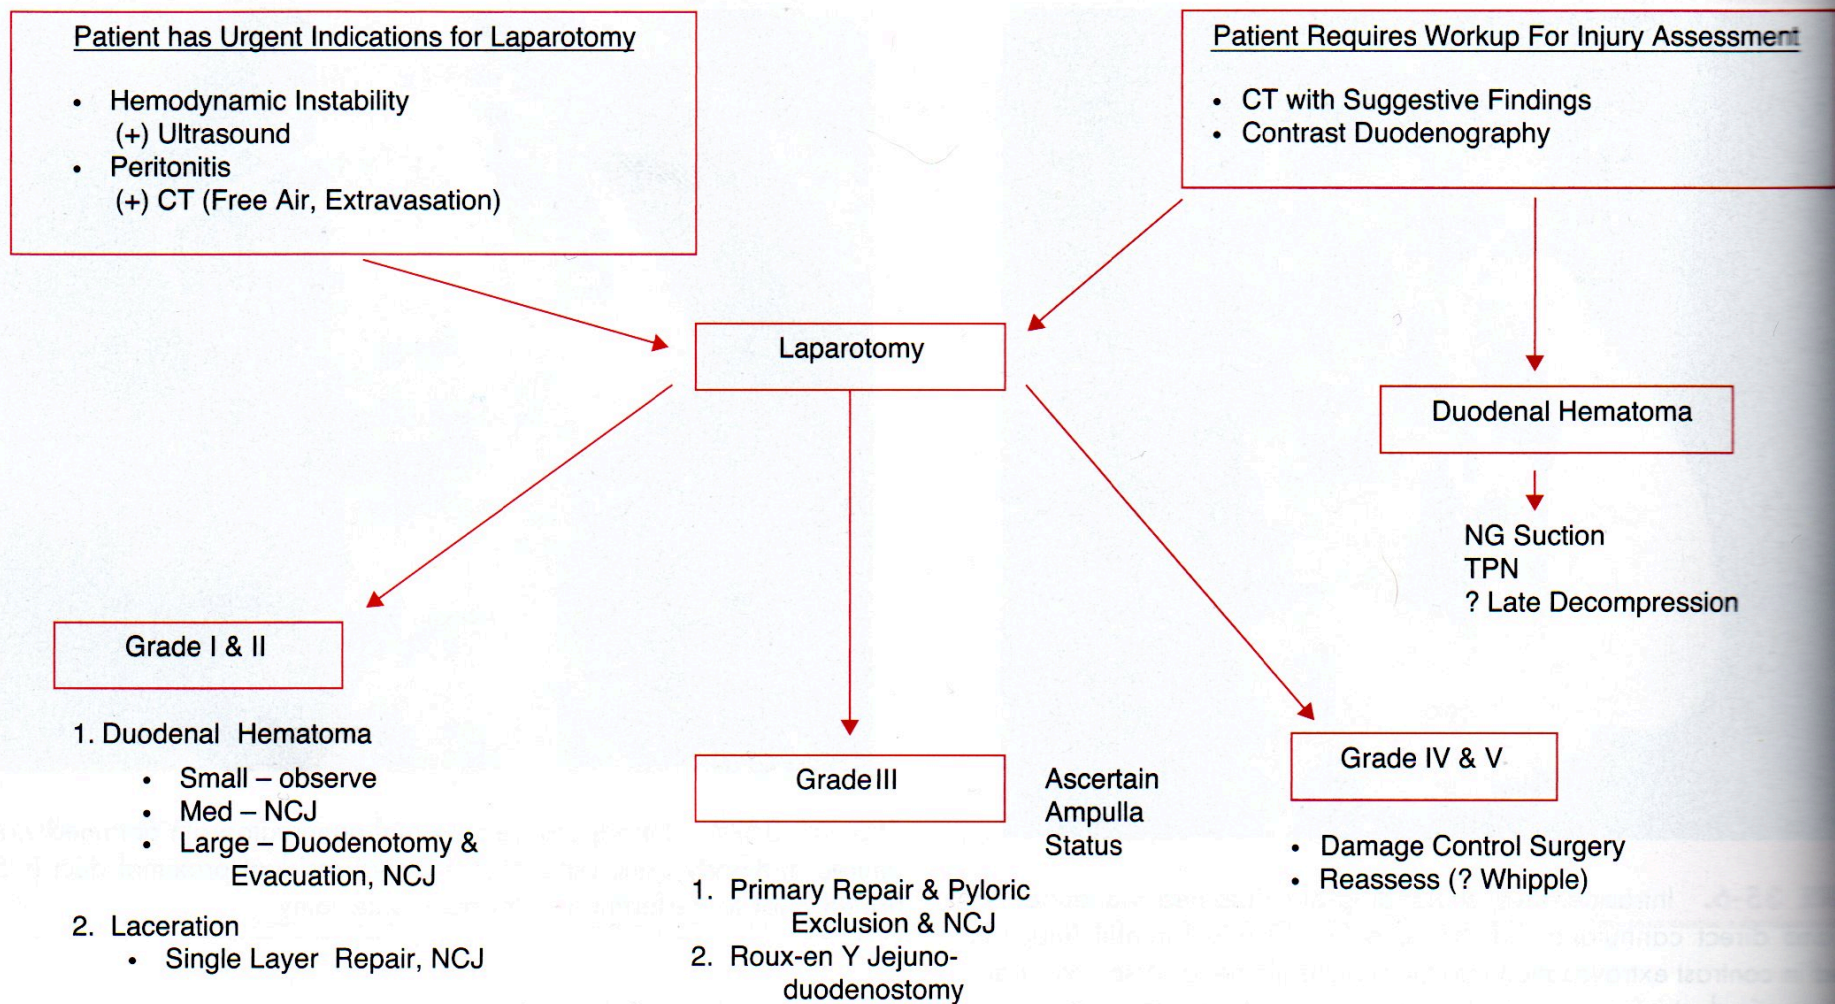 Patient has Urgent Indications for Laparotomy
• Hemodynamic Instability
(+) Ultrasound
• Peritonitis
(+) CT (Free Air, Extravasation)
Patient Requires Workup For Injury Assessment
• CT with Suggestive Findings
• Contrast Duodenography
Laparotomy
Duodenal Hematoma
NG Suction
TPN
? Late Decompression
Grade I & II
1. Duodenal Hematoma
• Small – observe
• Med – NCJ
• Large – Duodenotomy &
Evacuation, NCJ
2. Laceration
• Single Layer Repair, NCJ
Grade III
Ascertain
Ampulla
Status
1. Primary Repair & Pyloric
Exclusion & NCJ
2. Roux-en Y Jejuno-
duodenostomy
Grade IV & V
• Damage Control Surgery
• Reassess (? Whipple)